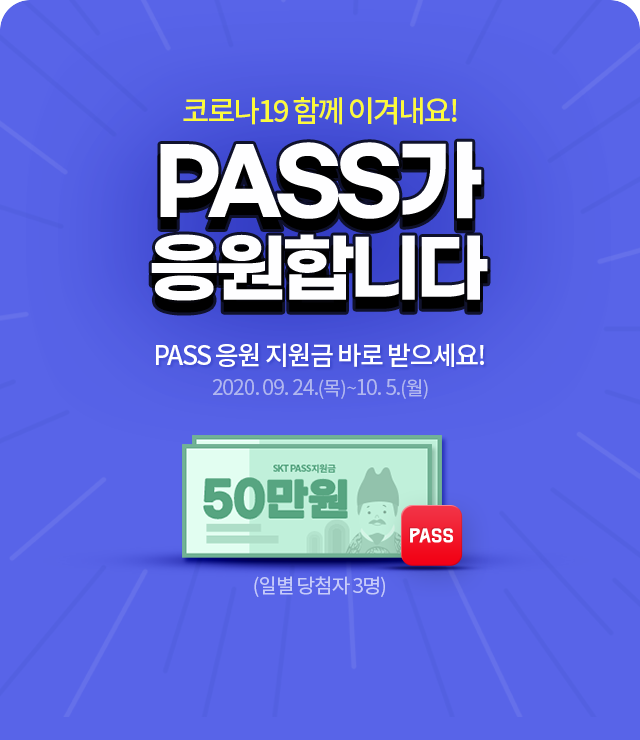 코로나19 함께 이겨내요!
PASS가
응원합니다
PASS 응원 지원금 바로 받으세요!
2020. 09. 24.(목)~10. 5.(월)
SKT PASS지원금
50만원
PASS
(일별 당첨자 3명)